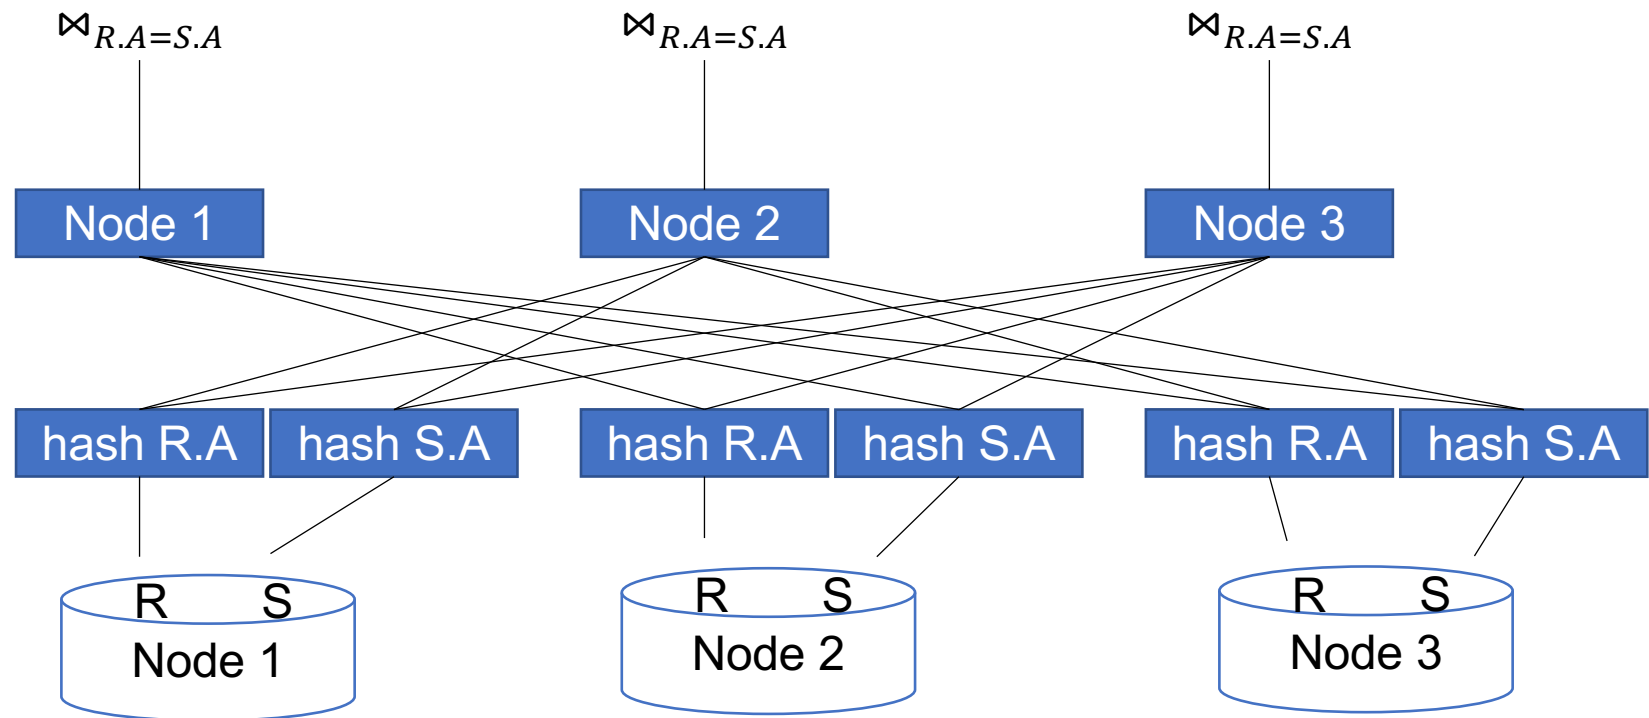 ⋈R.A=S.A ⋈R.A=S.A ⋈R.A=S.A
Node 1 Node 2 Node 3
hash R.A hash S.A hash R.A hash S.A hash R.A hash S.A
R S R S R S
Node 1 Node 2 Node 3